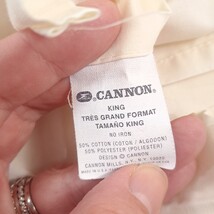 CANNON®
KING
TRÈS GRAND FORMAT
TAMAÑO KING
NO IRON
50% COTTON (COTON / ALGODON)
50% POLYESTER (POLIESTER)
DESIGN © CANNON
CANNON MILLS, N.Y., N.Y.